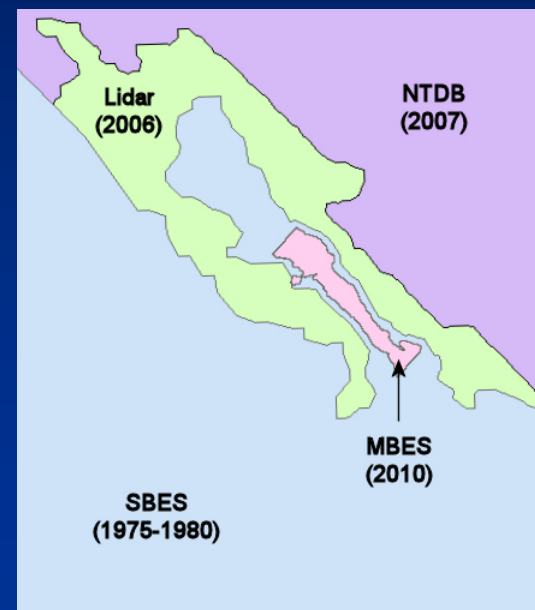 Lidar
(2006)
NTDB
(2007)
MBES
(2010)
SBES
(1975-1980)